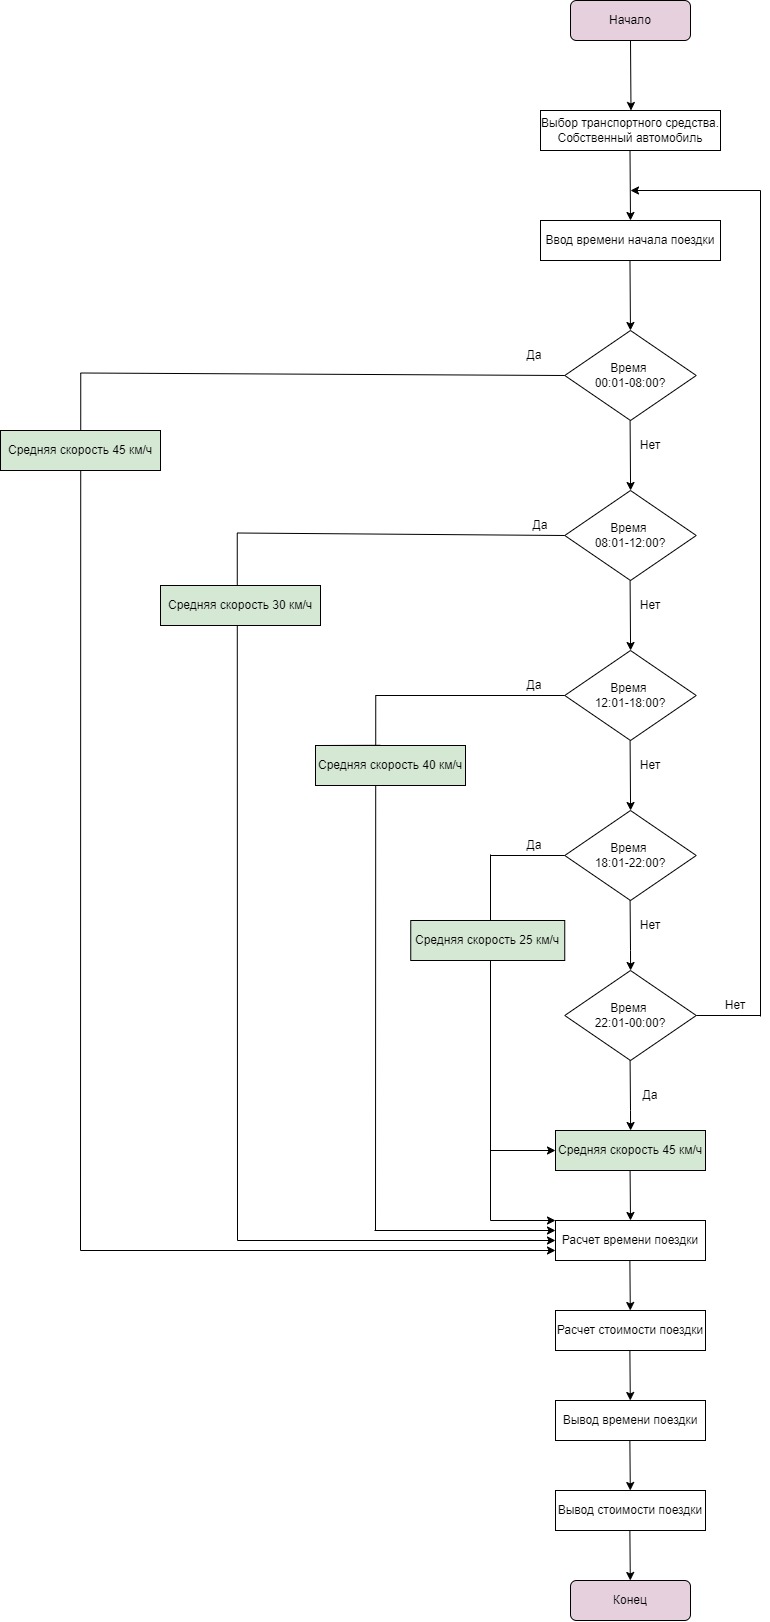 Начало
Выбор транспортного средства.
Собственный автомобиль
Ввод времени начала поездки
Да
Время
00:01-08:00?
Нет
Средняя скорость 45 км/ч
Да
Время
08:01-12:00?
Нет
Средняя скорость 30 км/ч
Да
Время
12:01-18:00?
Нет
Средняя скорость 40 км/ч
Да
Время
18:01-22:00?
Нет
Средняя скорость 25 км/ч
Время
22:01-00:00?
Нет
Да
Средняя скорость 45 км/ч
Расчет времени поездки
Расчет стоимости поездки
Вывод времени поездки
Вывод стоимости поездки
Конец